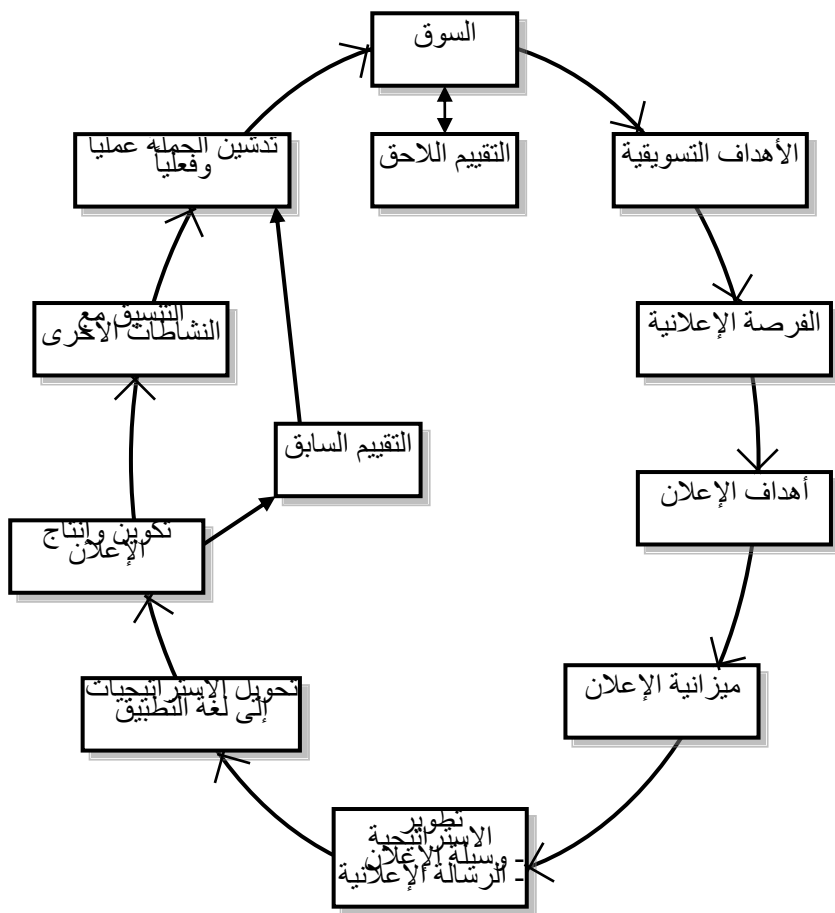 السوق
الأهداف التسويقية
الفرصة الإعلانية
أهداف الإعلان
ميزانية الإعلان
تطوير
الاستراتيجية
- وسيلة الإعلان
- الرسالة الإعلانية
تحويل الاستراتيجيات
إلى لغة التطبيق
تكوين وإنتاج
الإعلان
التنسيق مع
النشاطات الأخرى
تدشين الحملة عمليا
وفعلياً
التقييم اللاحق
التقييم السابق